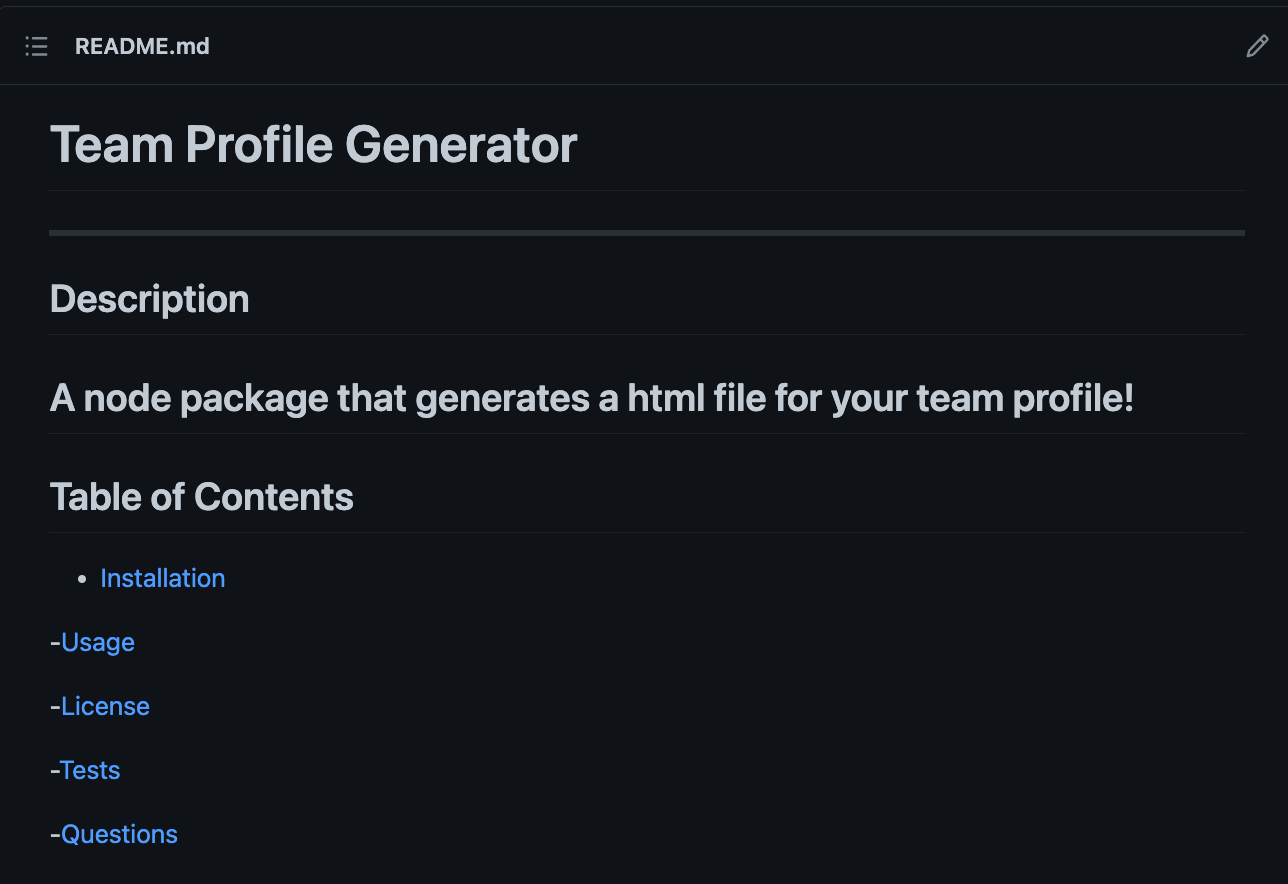 README.md
Team Profile Generator
Description
A node package that generates a html file for your team profile!
Table of Contents
• Installation
-Usage
-License
-Tests
-Questions